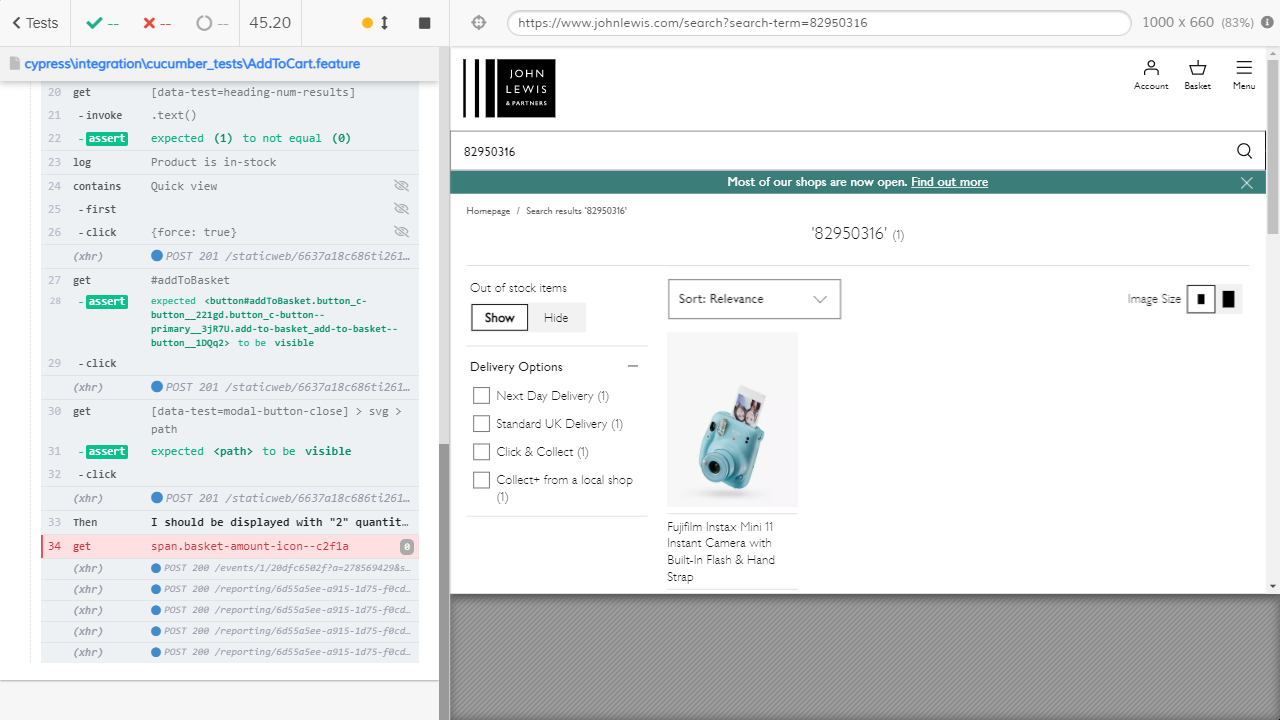 Tests
--
--
--
45.20
https://www.johnlewis.com/search?search-term=82950316
1000 x 660 (83%)
cypress\integration\cucumber_tests\AddToCart.feature
20 get [data-test=heading-num-results]
21 -invoke .text()
22 -assert expected (1) to not equal (0)
23 log Product is in-stock
24 contains Quick view
25 -first
26 -click {force: true}
(xhr) POST 201 /staticweb/6637a18c686ti261...
27 get #addToBasket
28 -assert expected <button#addToBasket.button_c-
button__221gd.button_c-button--
primary__3jR7U.add-to-basket_add-to-basket--
button__1DQq2> to be visible
29 -click
(xhr) POST 201 /staticweb/6637a18c686ti261...
30 get [data-test=modal-button-close] > svg >
path
31 -assert expected <path> to be visible
32 -click
(xhr) POST 201 /staticweb/6637a18c686ti261...
33 Then I should be displayed with "2" quantit...
34 get span.basket-amount-icon--c2f1a 0
(xhr) POST 200 /events/1/20dfc6502f?a=278569429&s...
(xhr) POST 200 /reporting/6d55a5ee-a915-1d75-f0cd...
(xhr) POST 200 /reporting/6d55a5ee-a915-1d75-f0cd...
(xhr) POST 200 /reporting/6d55a5ee-a915-1d75-f0cd...
(xhr) POST 200 /reporting/6d55a5ee-a915-1d75-f0cd...
JOHN
LEWIS
& PARTNERS
Account
Basket
Menu
82950316
Most of our shops are now open. Find out more
Homepage / Search results '82950316'
'82950316' (1)
Out of stock items
Show Hide
Sort: Relevance
Image Size
Delivery Options
Next Day Delivery (1)
Standard UK Delivery (1)
Click & Collect (1)
Collect+ from a local shop
(1)
Fujifilm Instax Mini 11
Instant Camera with
Built-In Flash & Hand
Strap